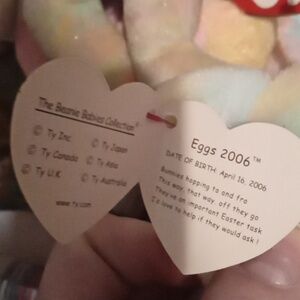 The Beanie Babies Collection®
© Ty Inc.
© Ty Japan
© Ty Canada
© Ty Asia
© Ty U.K
© Ty Australia
www.ty.com
Eggs 2006™
DATE OF BIRTH: April 16, 2006
Bunnies hopping to and fro
This way, that way off they go
They've an important Easter task
I'd love to help if they would ask!